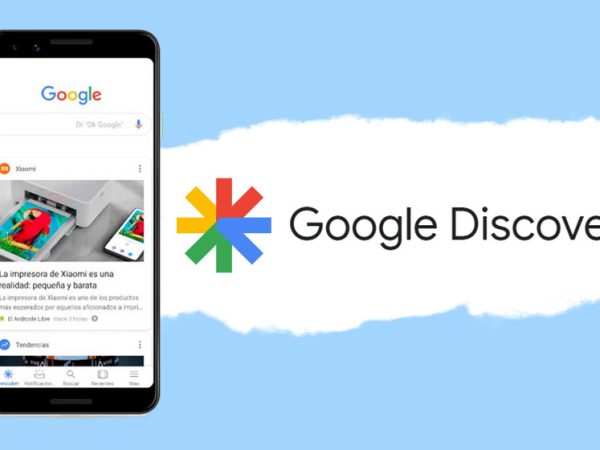 Google
Di "Ok Google"
Xiaomi
La impresora de Xiaomi es una
realidad: pequeña y barata
La impresora de Xiaomi es uno de los productos
más esperados por aquellos aficionados a impri...
El Androide Libre · Hace 3 horas
Tendencias
Descubrir Notificaciones Buscar Recientes Más
Google Discove